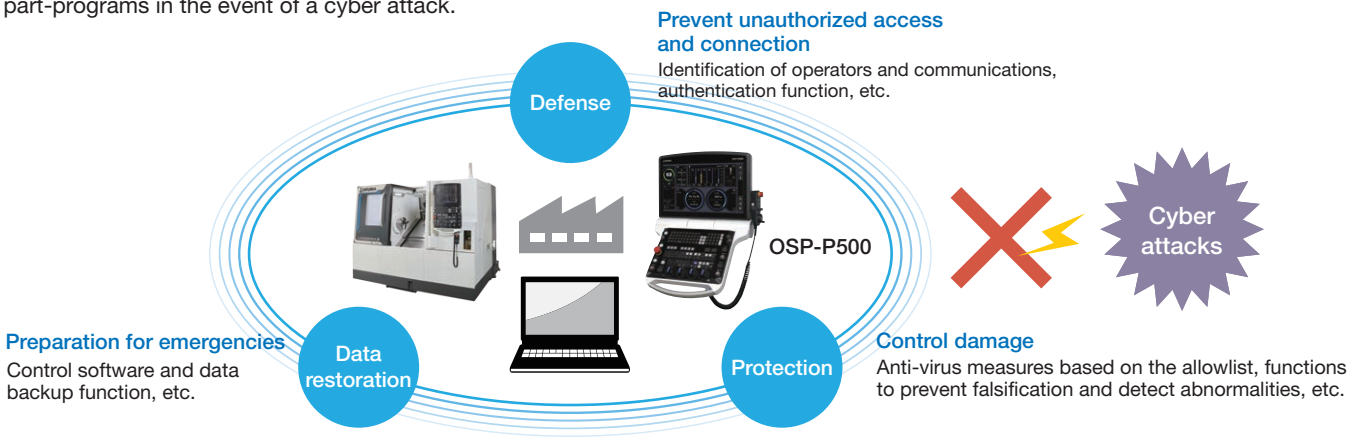 part-programs in the event of a cyber attack.
Prevent unauthorized access
and connection
Identification of operators and communications,
authentication function, etc.
Defense
OSP-P500
Cyber
attacks
Preparation for emergencies
Control software and data
backup function, etc.
Data
restoration
Protection
Control damage
Anti-virus measures based on the allowlist, functions
to prevent falsification and detect abnormalities, etc.